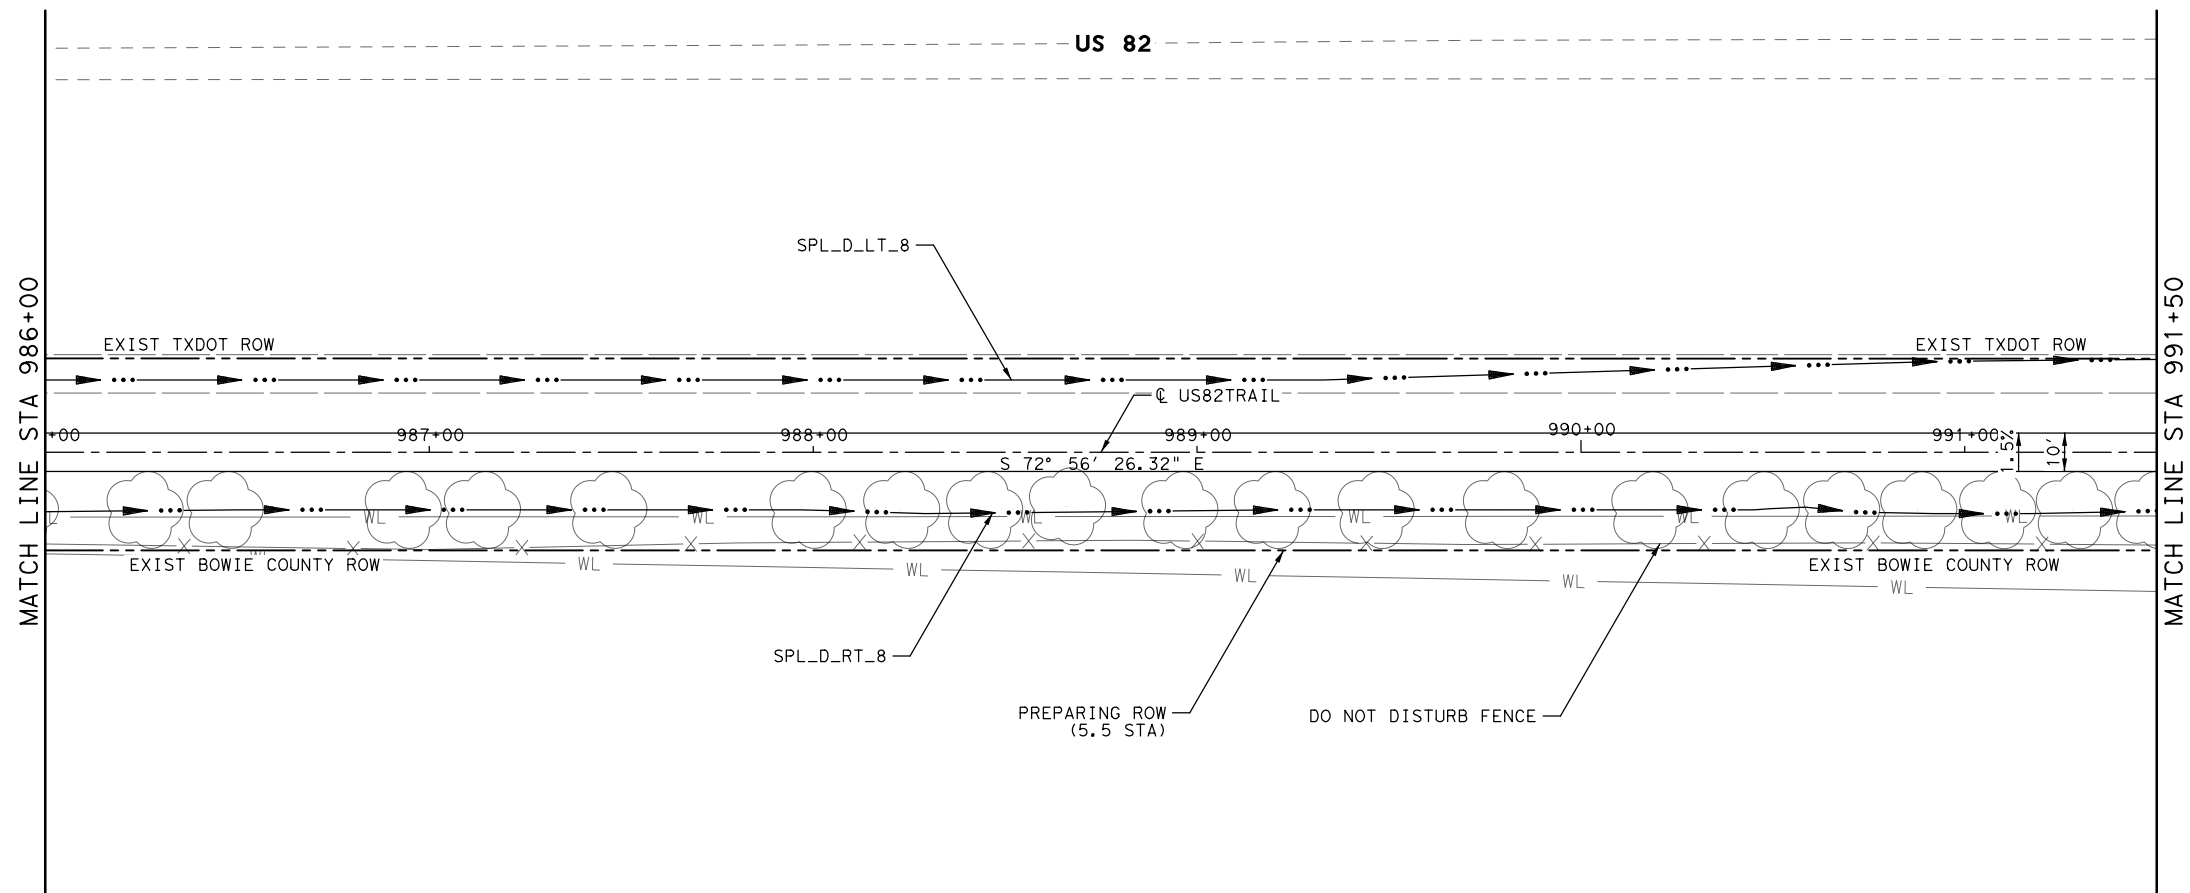 US 82
SPL_D_LT_8
MATCH LINE STA 986+00
MATCH LINE STA 991+50
EXIST TXDOT ROW
EXIST TXDOT ROW
℄ US82TRAIL
+00
987+00
988+00
989+00
990+00
991+00
1.5%
10'
S 72° 56' 26.32" E
WL
WL
WL
WL
WL
WL
EXIST BOWIE COUNTY ROW
EXIST BOWIE COUNTY ROW
WL
WL
WL
WL
WL
SPL_D_RT_8
PREPARING ROW
(5.5 STA)
DO NOT DISTURB FENCE